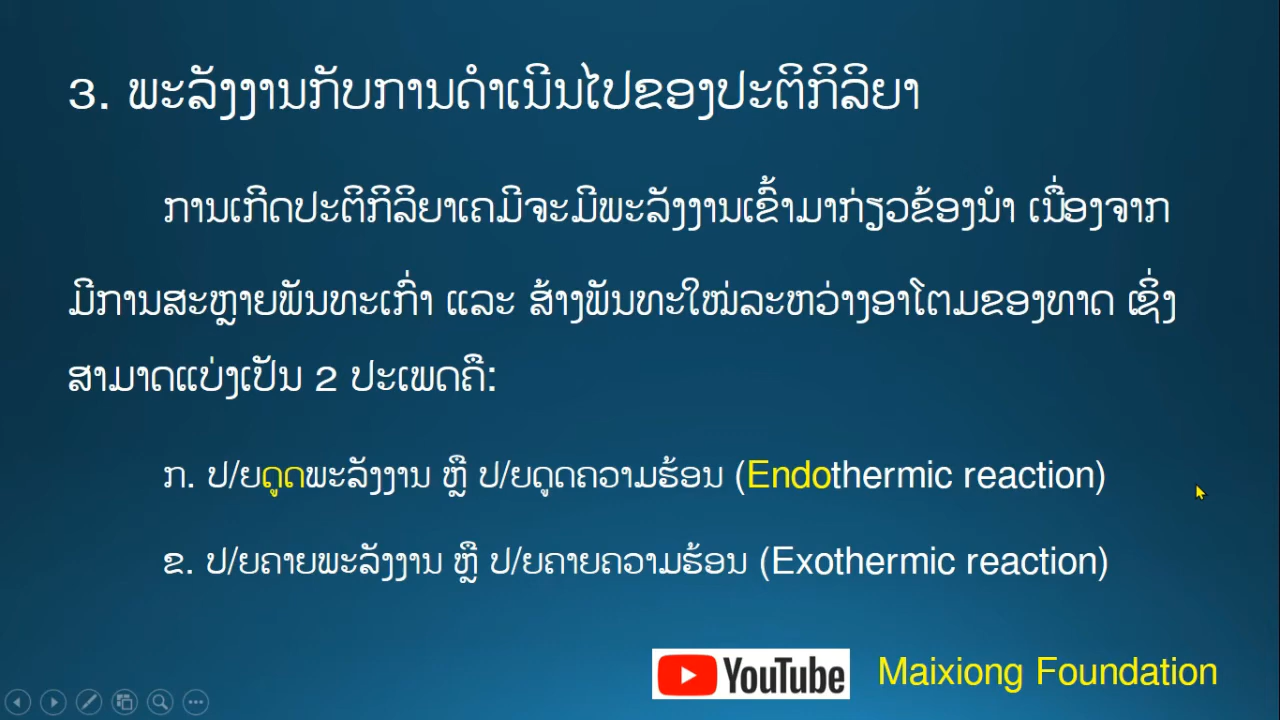 3. ພະລັງງານກັບການດຳເນີນໄປຂອງປະຕິກິລິຍາ
ການເກີດປະຕິກິລິຍາເຄມີຈະມີພະລັງງານເຂົ້າມາກ່ຽວຂ້ອງນຳ ເນື່ອງຈາກ
ມີການສະຫຼາຍພັນທະເກົ່າ ແລະ ສ້າງພັນທະໃໝ່ລະຫວ່າງອາໂຕມຂອງທາດ ເຊິ່ງ
ສາມາດແບ່ງເປັນ 2 ປະເພດຄື:
ກ. ປ/ຍດູດພະລັງງານ ຫຼື ປ/ຍດູດຄວາມຮ້ອນ (Endothermic reaction)
ຂ. ປ/ຍຄາຍພະລັງງານ ຫຼື ປ/ຍຄາຍຄວາມຮ້ອນ (Exothermic reaction)
YouTube Maixiong Foundation